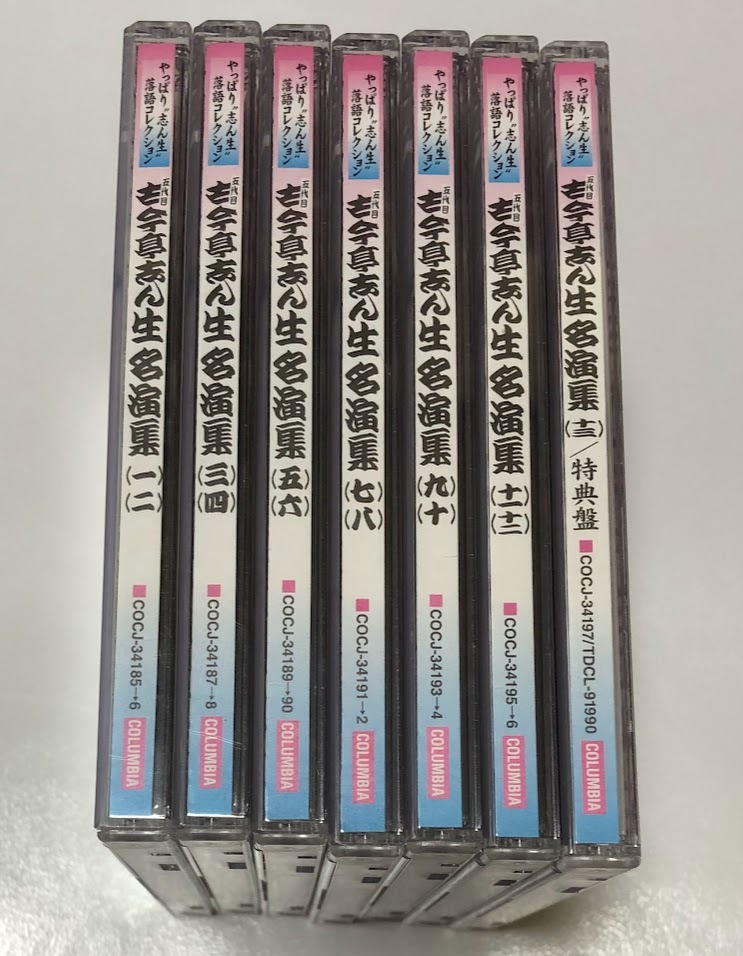 やっぱり"志ん生"
落語コレクション
五代目
古今亭志ん生 名演集
(一)
(二)
COCJ-34185→6
COLUMBIA
やっぱり"志ん生"
落語コレクション
五代目
古今亭志ん生 名演集
(三)
(四)
COCJ-34187→8
COLUMBIA
やっぱり"志ん生"
落語コレクション
五代目
古今亭志ん生 名演集
(五)
(六)
COCJ-34189→90
COLUMBIA
やっぱり"志ん生"
落語コレクション
五代目
古今亭志ん生 名演集
(七)
(八)
COCJ-34191→2
COLUMBIA
やっぱり"志ん生"
落語コレクション
五代目
古今亭志ん生 名演集
(九)
(十)
COCJ-34193→4
COLUMBIA
やっぱり"志ん生"
落語コレクション
五代目
古今亭志ん生 名演集
(十一)
(十二)
COCJ-34195→6
COLUMBIA
やっぱり"志ん生"
落語コレクション
五代目
古今亭志ん生 名演集(十三)/特典盤
COCJ-34197/TDCL-91990
COLUMBIA